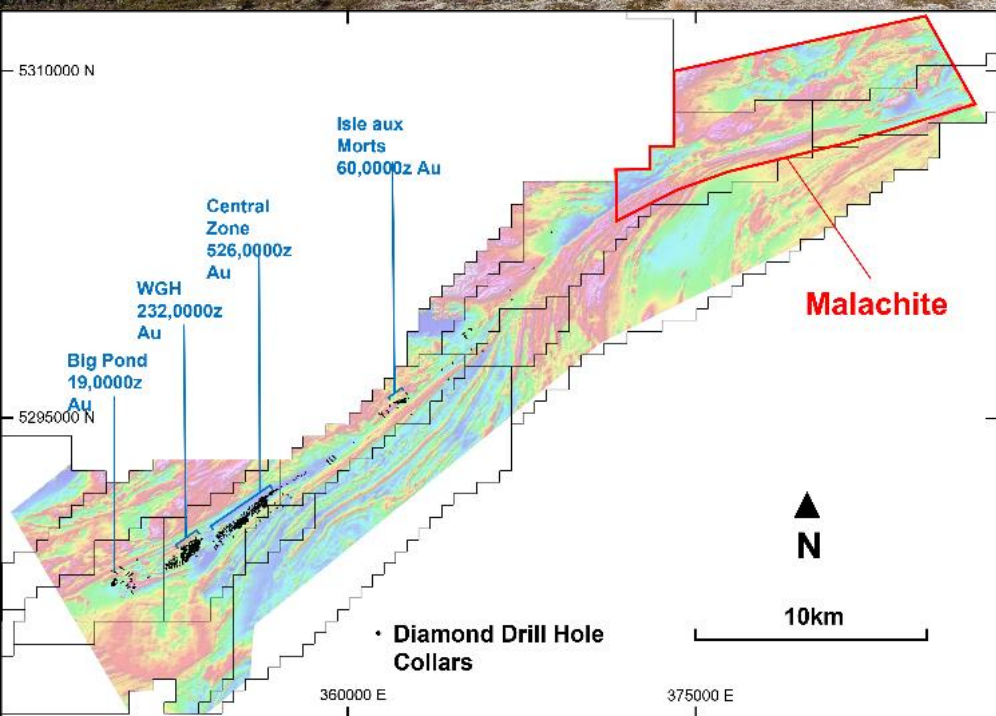 5310000 N
Isle aux
Morts
60,0000z Au
Central
Zone
526,0000z
Au
WGH
232,0000z
Au
Malachite
Big Pond
19,0000z
Au
5295000 N
N
10km
• Diamond Drill Hole
Collars
360000 E
375000 E